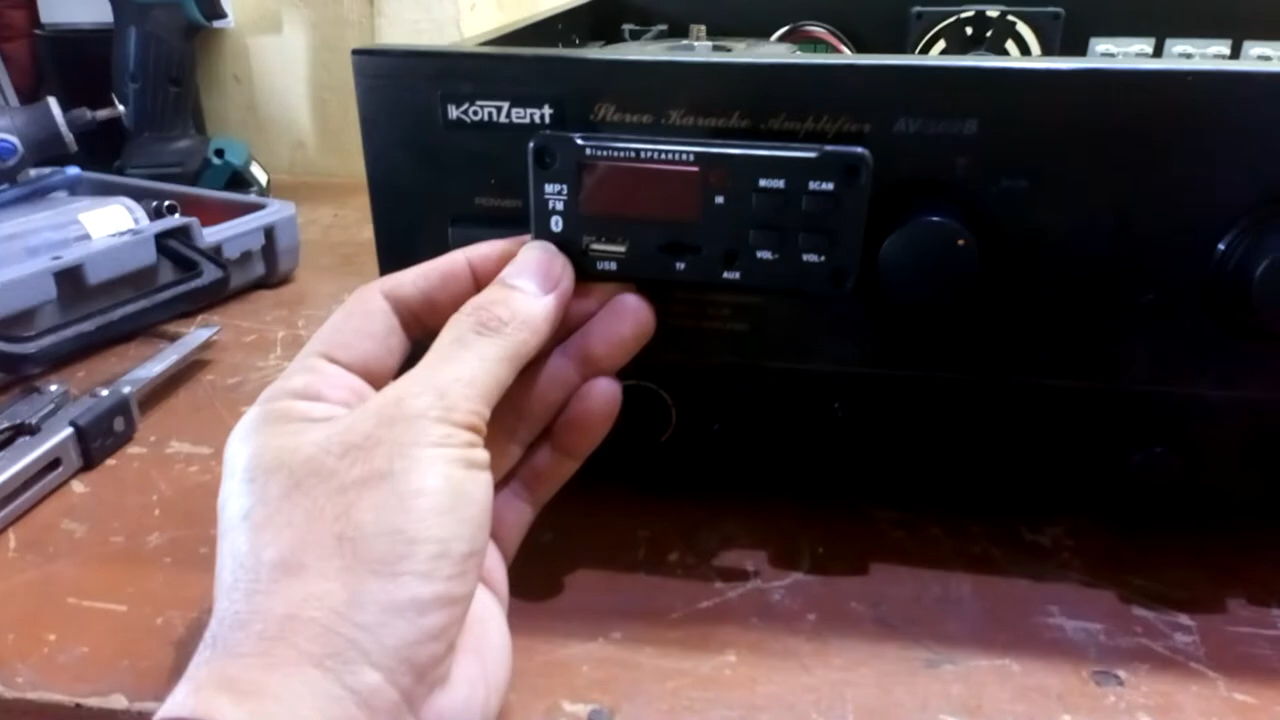 KonZert
Stereo Karaoke Amplifier
Bluetooth SPEAKERS
MP3
FM
IR
MODE
SCAN
POWER
USB
TF
AUX
VOL-
VOL+